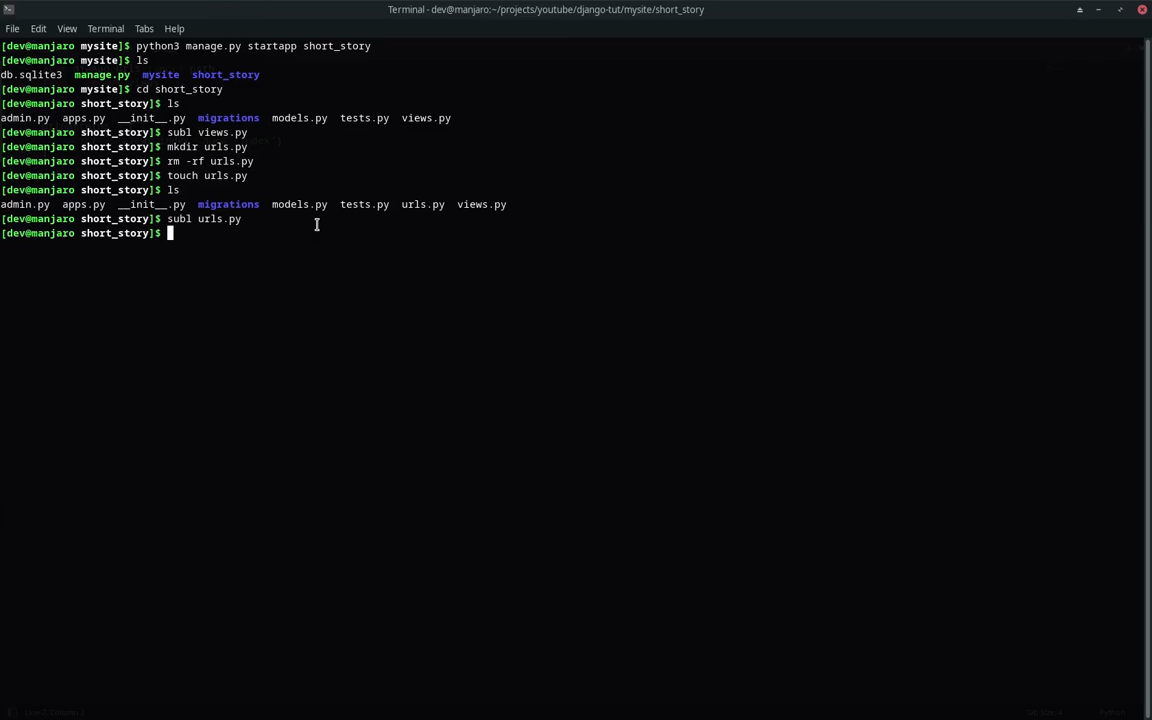 Terminal - dev@manjaro:~/projects/youtube/django-tut/mysite/short_story
File Edit View Terminal Tabs Help
[dev@manjaro mysite]$ python3 manage.py startapp short_story
[dev@manjaro mysite]$ ls
db.sqlite3 manage.py mysite short_story
[dev@manjaro mysite]$ cd short_story
[dev@manjaro short_story]$ ls
admin.py apps.py __init__.py migrations models.py tests.py views.py
[dev@manjaro short_story]$ subl views.py
[dev@manjaro short_story]$ mkdir urls.py
[dev@manjaro short_story]$ rm -rf urls.py
[dev@manjaro short_story]$ touch urls.py
[dev@manjaro short_story]$ ls
admin.py apps.py __init__.py migrations models.py tests.py urls.py views.py
[dev@manjaro short_story]$ subl urls.py
[dev@manjaro short_story]$